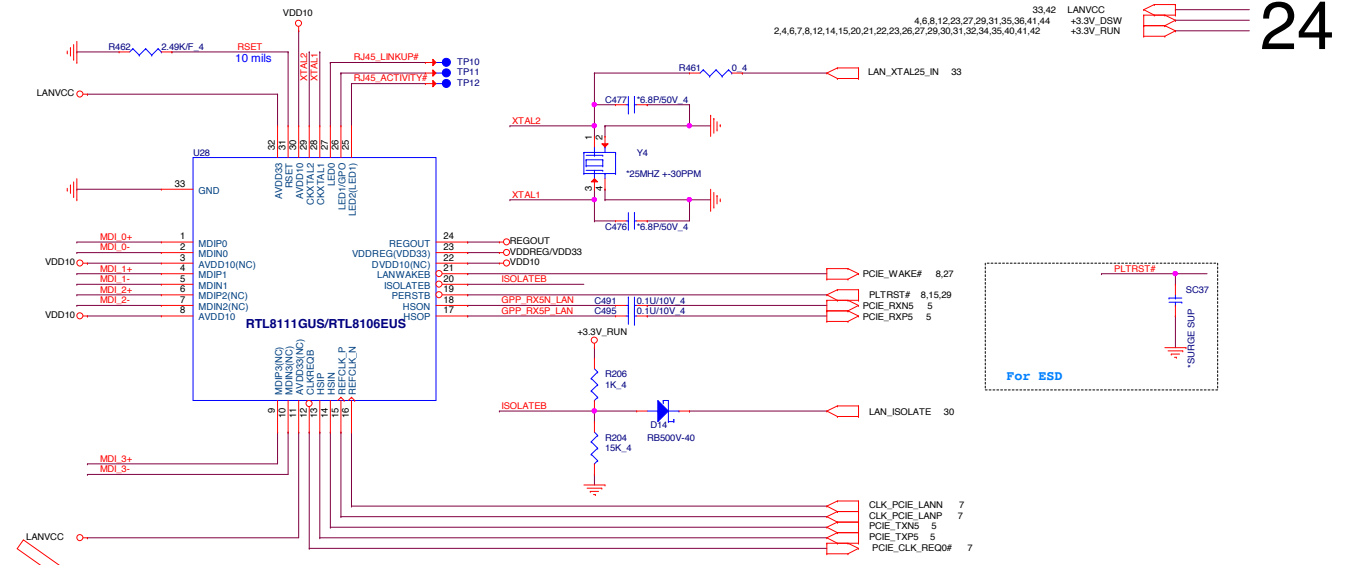 33,42 LANVCC
4,6,8,12,23,27,29,31,35,36,41,44 +3.3V_DSW
2,4,6,7,8,12,14,15,20,21,22,23,26,27,29,30,31,32,34,35,40,41,42 +3.3V_RUN
24
VDD10
R462 2.49K/F_4 RSET
10 mils
XTAL2
XTAL1
RJ45_LINKUP# TP10
TP11
RJ45_ACTIVITY# TP12
LANVCC
R461 0_4 LAN_XTAL25_IN 33
C477 *6.8P/50V_4
XTAL2
1
2
Y4
*25MHZ +-30PPM
3
4
XTAL1
C476 *6.8P/50V_4
U28
32
31
30
29
28
27
26
25
AVDD33
RSET
AVDD10
CKXTAL2
CKXTAL1
LED0
LED1/GPO
LED2(LED1)
33 GND
MDI_0+ 1 MDIP0
MDI_0- 2 MDIN0
VDD10 3 AVDD10(NC)
MDI_1+ 4 MDIP1
MDI_1- 5 MDIN1
MDI_2+ 6 MDIP2(NC)
MDI_2- 7 MDIN2(NC)
VDD10 8 AVDD10
REGOUT 24 REGOUT
VDDREG(VDD33) 23 VDDREG/VDD33
DVDD10(NC) 22 VDD10
LANWAKEB 21 PCIE_WAKE# 8,27
ISOLATEB 20 ISOLATEB
PERSTB 19 PLTRST# 8,15,29
HSON 18 GPP_RX5N_LAN C491 0.1U/10V_4 PCIE_RXN5 5
HSOP 17 GPP_RX5P_LAN C495 0.1U/10V_4 PCIE_RXP5 5
RTL8111GUS/RTL8106EUS
MDIP3(NC)
MDIN3(NC)
AVDD33(NC)
CLKREQB
HSIP
HSIN
REFCLK_P
REFCLK_N
9
10
11
12
13
14
15
16
PLTRST#
SC37
*SURGE SUP
For ESD
+3.3V_RUN
R206
1K_4
ISOLATEB
D14
RB500V-40
LAN_ISOLATE 30
R204
15K_4
MDI_3+
MDI_3-
CLK_PCIE_LANN 7
CLK_PCIE_LANP 7
PCIE_TXN5 5
LANVCC
PCIE_TXP5 5
PCIE_CLK_REQ0# 7